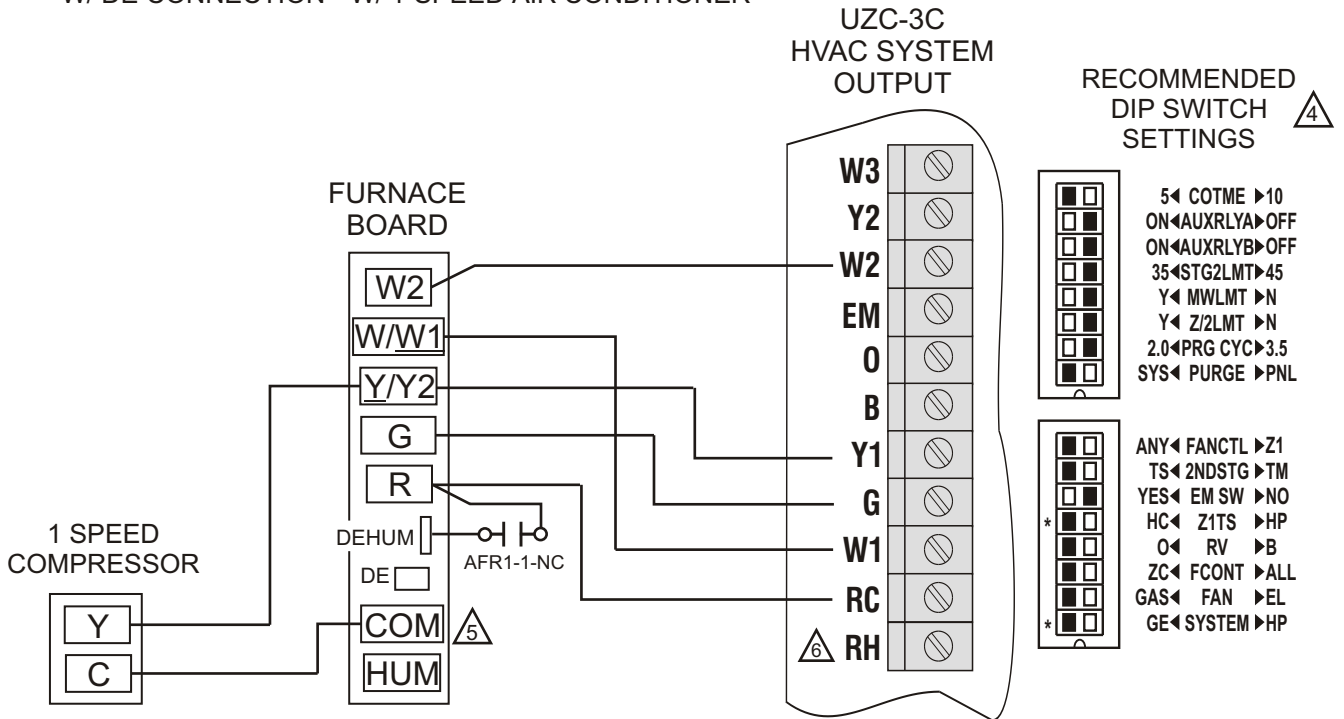 W/ DE CONNECTION - W/ 1 SPEED AIR CONDITIONER
UZC-3C
HVAC SYSTEM
OUTPUT
RECOMMENDED
DIP SWITCH
SETTINGS
4
FURNACE
BOARD
W2
W/W1
Y/Y2
G
R
DEHUM
AFR1-1-NC
DE
COM
5
HUM
1 SPEED
COMPRESSOR
Y
C
W3
Y2
W2
EM
O
B
Y1
G
W1
RC
6 RH
5◀ COTME ▶10
ON◀AUXRLYA▶OFF
ON◀AUXRLYB▶OFF
35◀STG2LMT▶45
Y◀ MWLMT ▶N
Y◀ Z/2LMT ▶N
2.0◀PRG CYC▶3.5
SYS◀ PURGE ▶PNL
ANY◀ FANCTL ▶Z1
TS◀ 2NDSTG ▶TM
YES◀ EM SW ▶NO
* HC◀ Z1TS ▶HP
O◀ RV ▶B
ZC◀ FCONT ▶ALL
GAS◀ FAN ▶EL
* GE◀ SYSTEM ▶HP